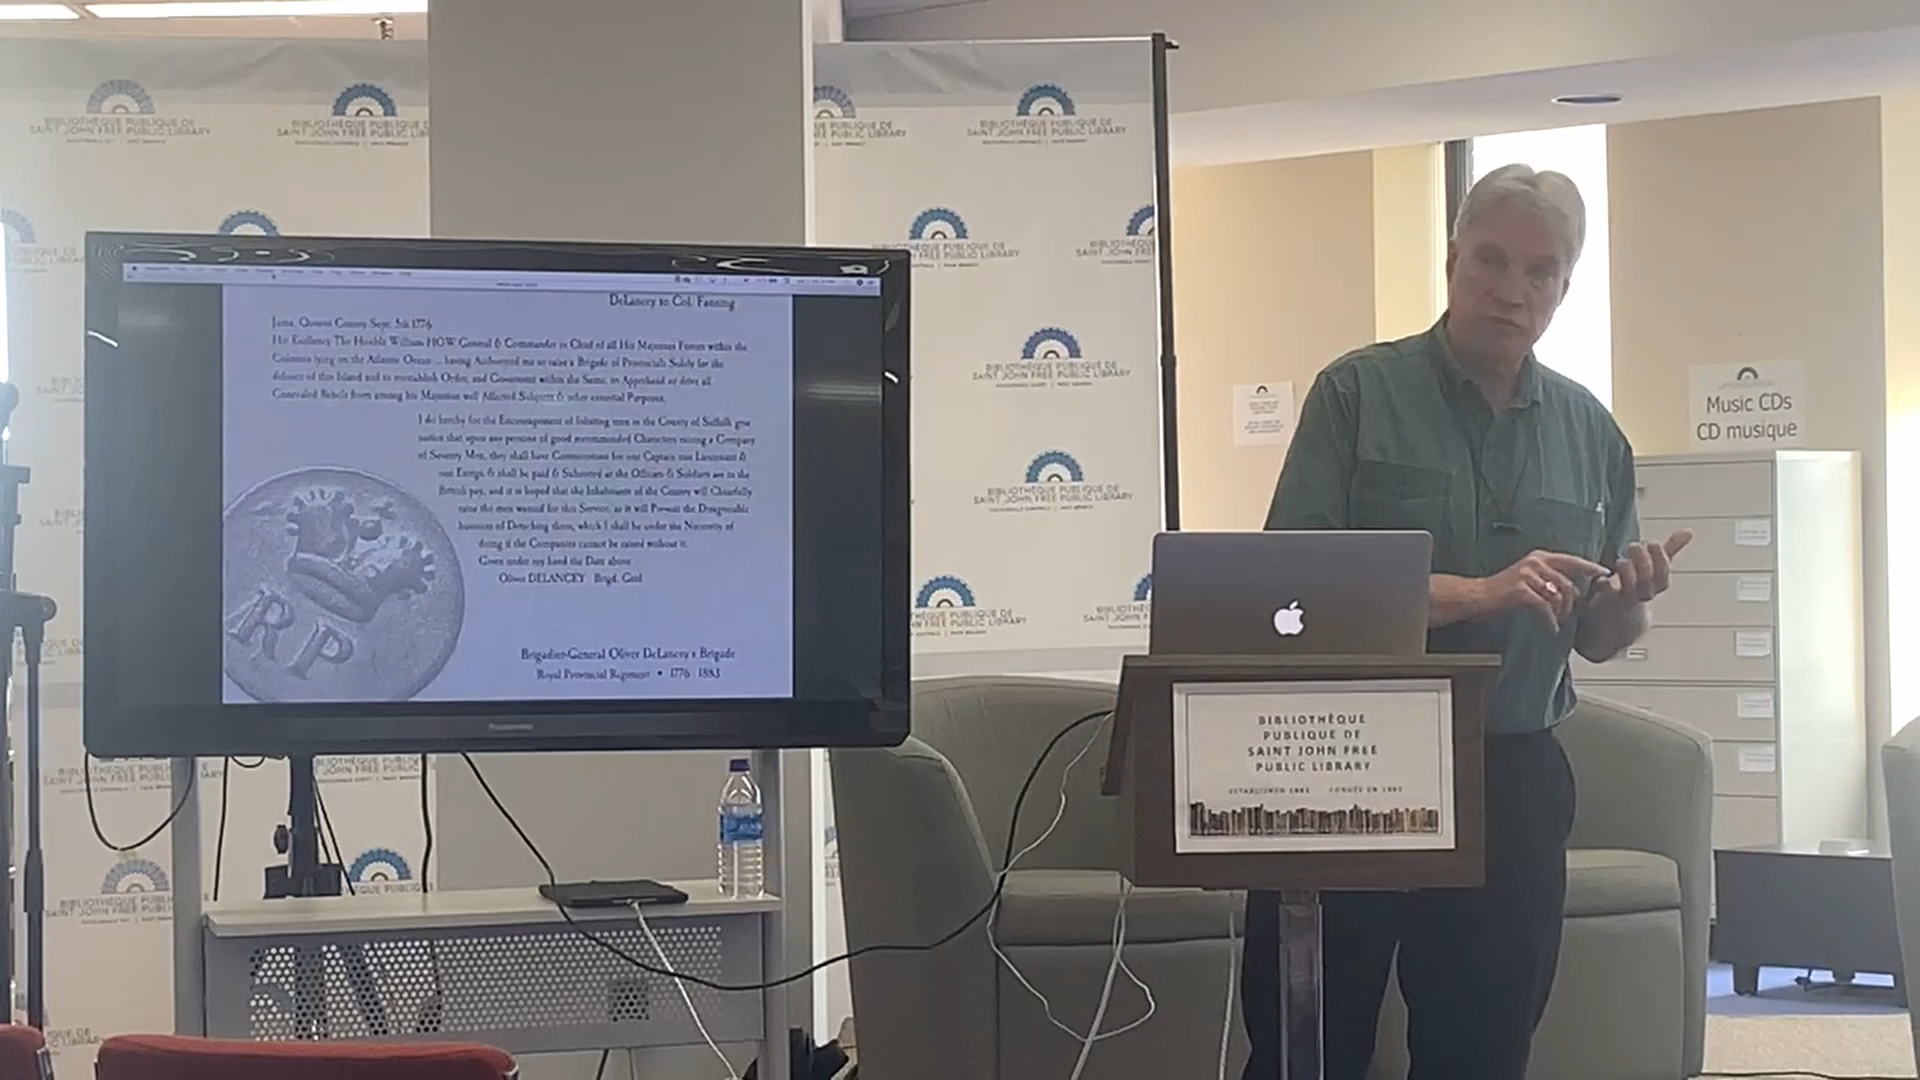 BIBLIOTHÈQUE PUBLIQUE DE
SAINT JOHN FREE PUBLIC LIBRARY
DeLancey to Col. Fanning
Jama, Queens County Sepr. 5th 1776
His Exellency The Honble William HOW General & Commander in Chief of all His Majesties Forces within the
Colonies lying on the Atlantic Ocean ... having Authorized me to raise a Brigade of Provincials Solely for the
defence of this Island and to reestablish Order, and Goverment within the Same, to Apprehend or drive all
Concealed Rebels from among his Majesties well Affected Subjects & other essential Purposes,
I do hereby for the Encouragement of Inlisting men in the County of Suffolk give
notice that upon any persons of good recommended Characters raising a Company
of Seventy Men, they shall have Commissions for one Captain one Lieutenant &
one Ensign & shall be paid & Subsisted as the Officers & Soldiers are in the
British pay, and it is hoped that the Inhabitants of the County will Chearfully
raise the men wanted for this Service, as it will Prevent the Disagreable
business of Detaching them, which I shall be under the Necessity of
doing if the Companies cannot be raised without it.
Given under my hand the Date above
Oliver DELANCEY Brigd. Genl
RP
Brigadier-General Oliver DeLancey's Brigade
Royal Provincial Regiment • 1776 - 1883
Panasonic
Music CDs
CD musique
BIBLIOTHÈQUE
PUBLIQUE DE
SAINT JOHN FREE
PUBLIC LIBRARY
ESTABLISHED 1883 FONDÉE EN 1883